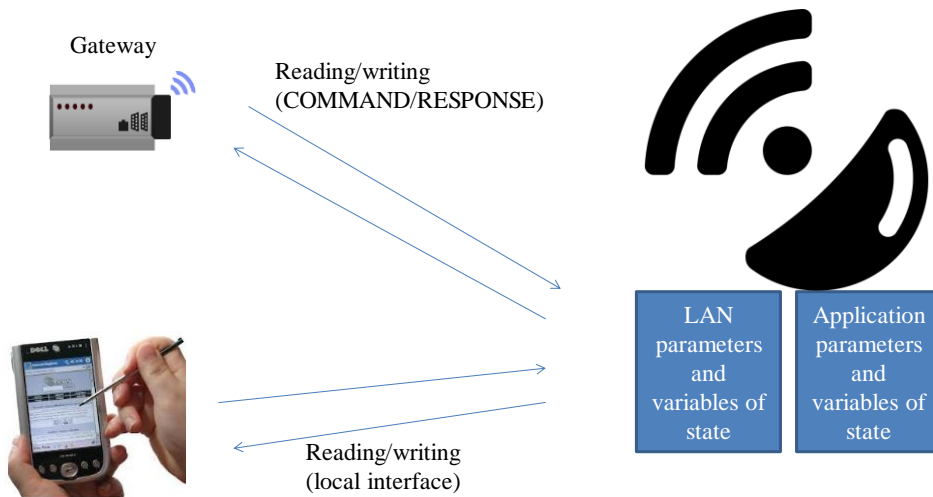 Gateway
Reading/writing
(COMMAND/RESPONSE)
LAN
parameters
and
variables of
state
Application
parameters
and
variables of
state
DELL
Reading/writing
(local interface)